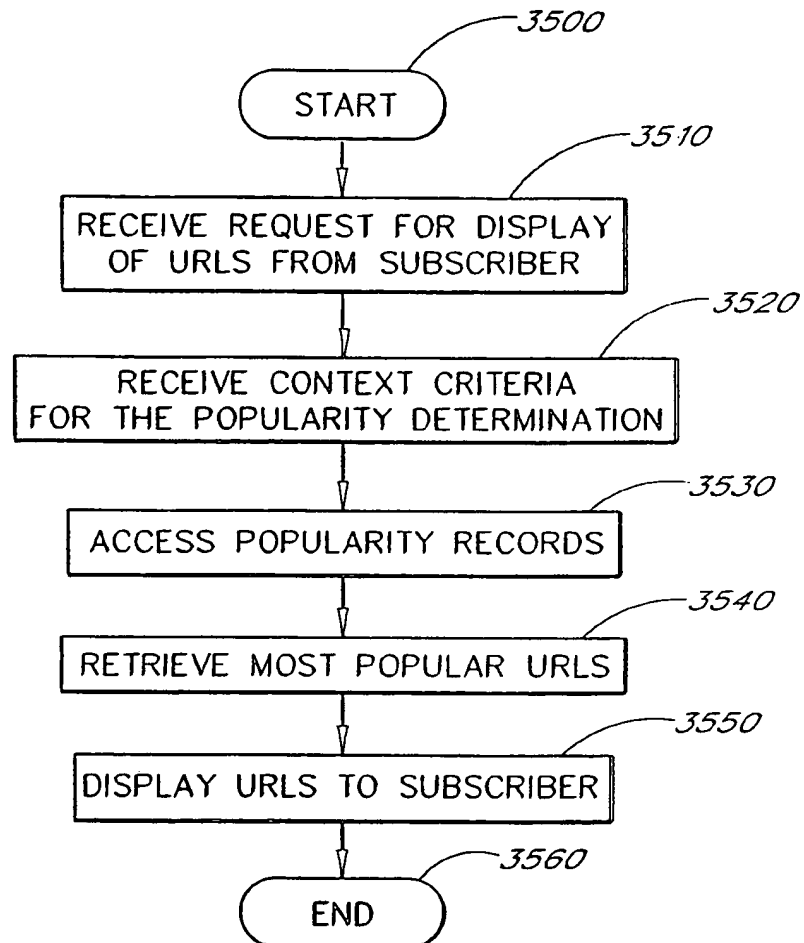 3500
START
3510
RECEIVE REQUEST FOR DISPLAY
OF URLS FROM SUBSCRIBER
3520
RECEIVE CONTEXT CRITERIA
FOR THE POPULARITY DETERMINATION
3530
ACCESS POPULARITY RECORDS
3540
RETRIEVE MOST POPULAR URLS
3550
DISPLAY URLS TO SUBSCRIBER
3560
END